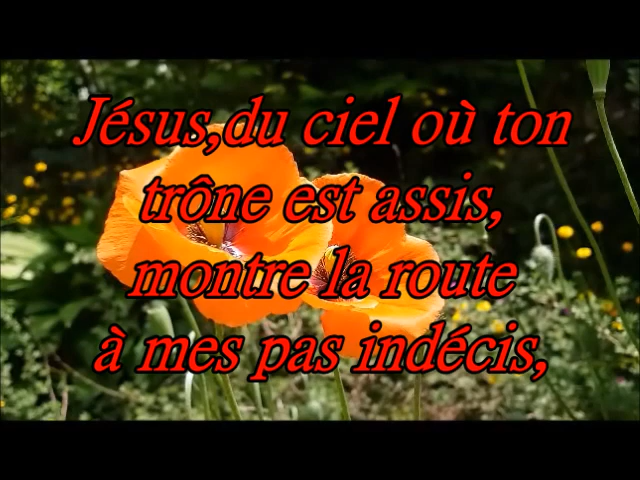 Jésus,du ciel où ton
trône est assis,
montre la route
à mes pas indécis,